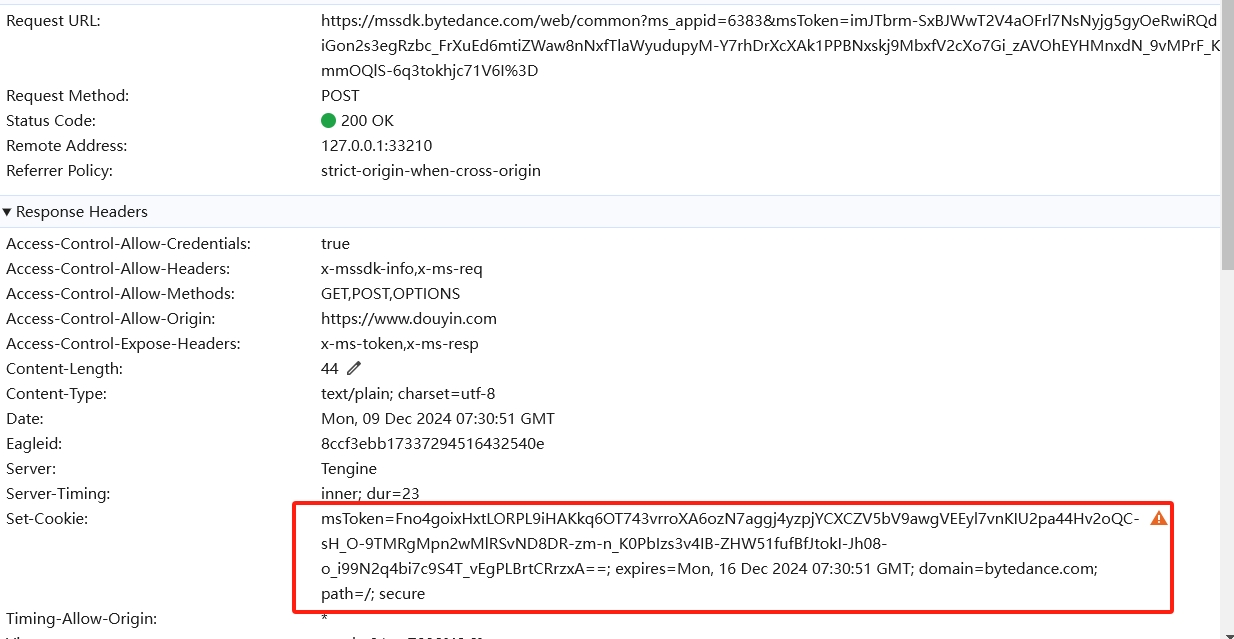 Request URL: https://mssdk.bytedance.com/web/common?ms_appid=6383&msToken=imJTbrm-SxBJWwT2V4aOFrl7NsNyjg5gyOeRwiRQd
iGon2s3egRzbc_FrXuEd6mtiZWaw8nNxfTlaWyudupyM-Y7rhDrXcXAk1PPBNxskj9MbxfV2cXo7Gi_zAVOhEYHMnxdN_9vMPrF_K
mmOQlS-6q3tokhjc71V6I%3D
Request Method: POST
Status Code: 200 OK
Remote Address: 127.0.0.1:33210
Referrer Policy: strict-origin-when-cross-origin
Response Headers
Access-Control-Allow-Credentials: true
Access-Control-Allow-Headers: x-mssdk-info,x-ms-req
Access-Control-Allow-Methods: GET,POST,OPTIONS
Access-Control-Allow-Origin: https://www.douyin.com
Access-Control-Expose-Headers: x-ms-token,x-ms-resp
Content-Length: 44
Content-Type: text/plain; charset=utf-8
Date: Mon, 09 Dec 2024 07:30:51 GMT
Eagleid: 8ccf3ebb17337294516432540e
Server: Tengine
Server-Timing: inner; dur=23
Set-Cookie: msToken=Fno4goixHxtLORPL9iHAKkq6OT743vrroXA6ozN7aggj4yzpjYCXCZV5bV9awgVEEyl7vnKIU2pa44Hv2oQC-
sH_O-9TMRgMpn2wMlRSvND8DR-zm-n_K0PbIzs3v4IB-ZHW51fufBfJtokI-Jh08-
o_i99N2q4bi7c9S4T_vEgPLBrtCRrzxA==; expires=Mon, 16 Dec 2024 07:30:51 GMT; domain=bytedance.com;
path=/; secure
Timing-Allow-Origin: *